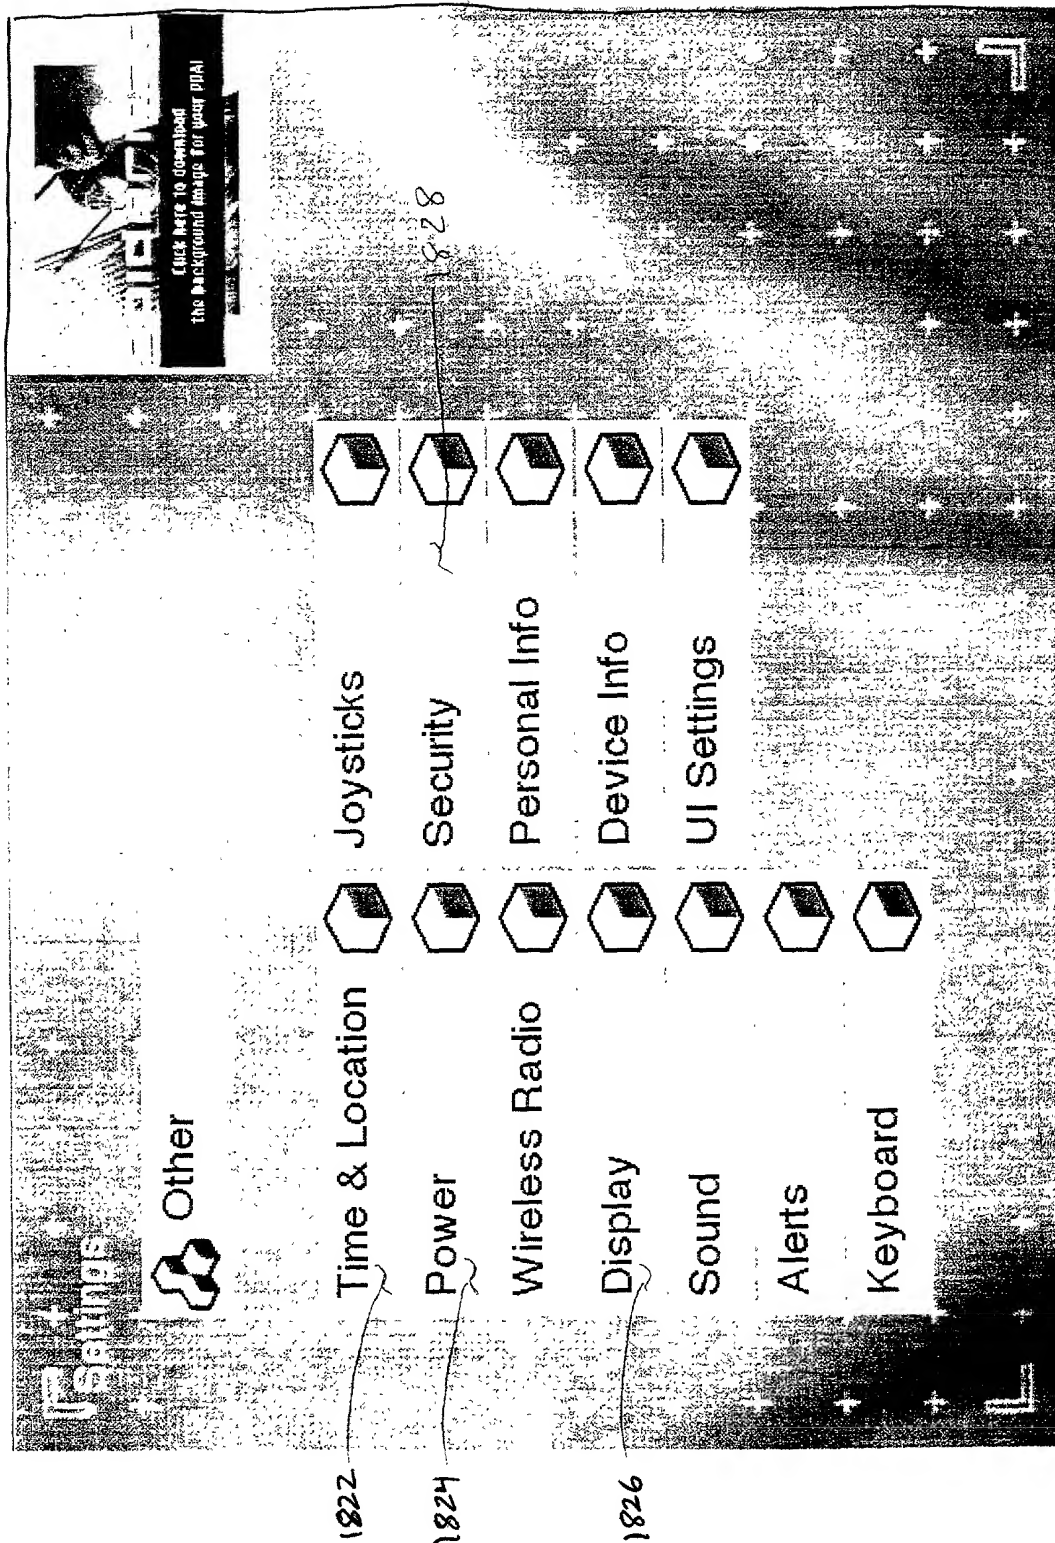 Settings
Click here to download
the background image for your PDA!
Other
1822 Time & Location
1824 Power
Wireless Radio
1826 Display
Sound
Alerts
Keyboard
Joysticks
Security 1828
Personal Info
Device Info
UI Settings